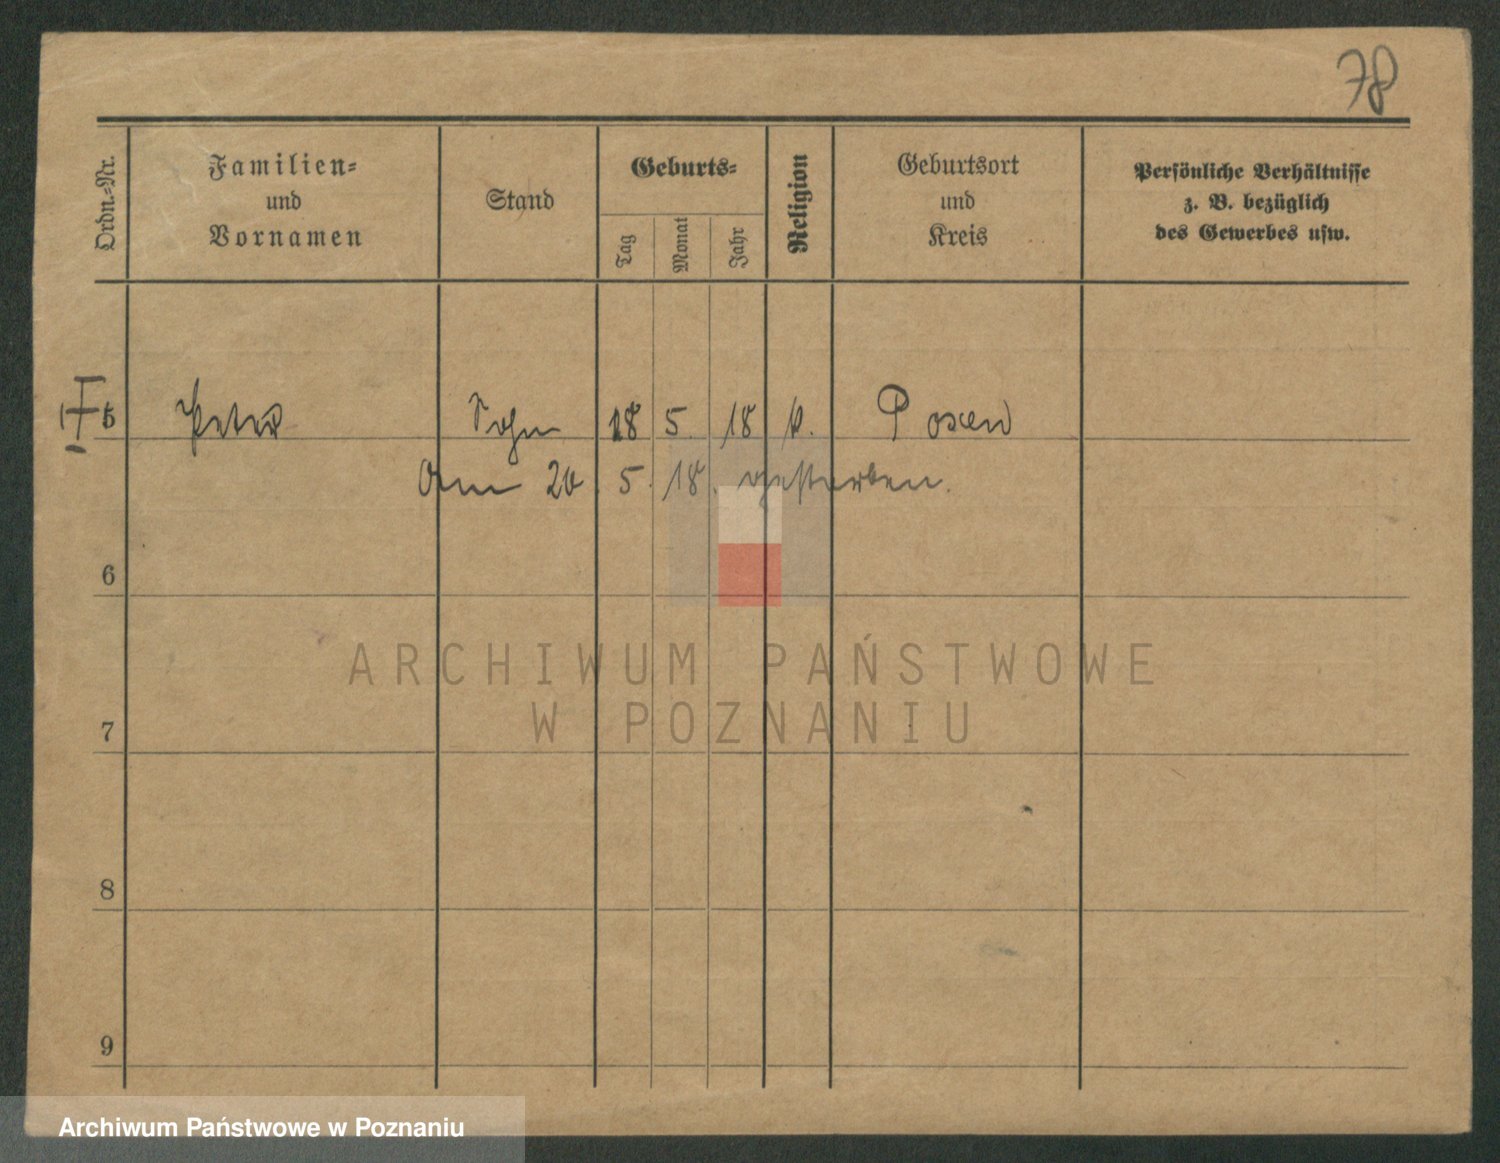 78
Ordn.-Nr.
Familien-
und
Vornamen
Stand
Geburts-
Tag
Monat
Jahr
Religion
Geburtsort
und
Kreis
Persönliche Verhältnisse
z. B. bezüglich
des Gewerbes usw.
5 Peter Sohn 18 5. 18 k. Posen
Am 20. 5. 18. gestorben.
6
ARCHIWUM PAŃSTWOWE
W POZNANIU
7
8
9
Archiwum Państwowe w Poznaniu